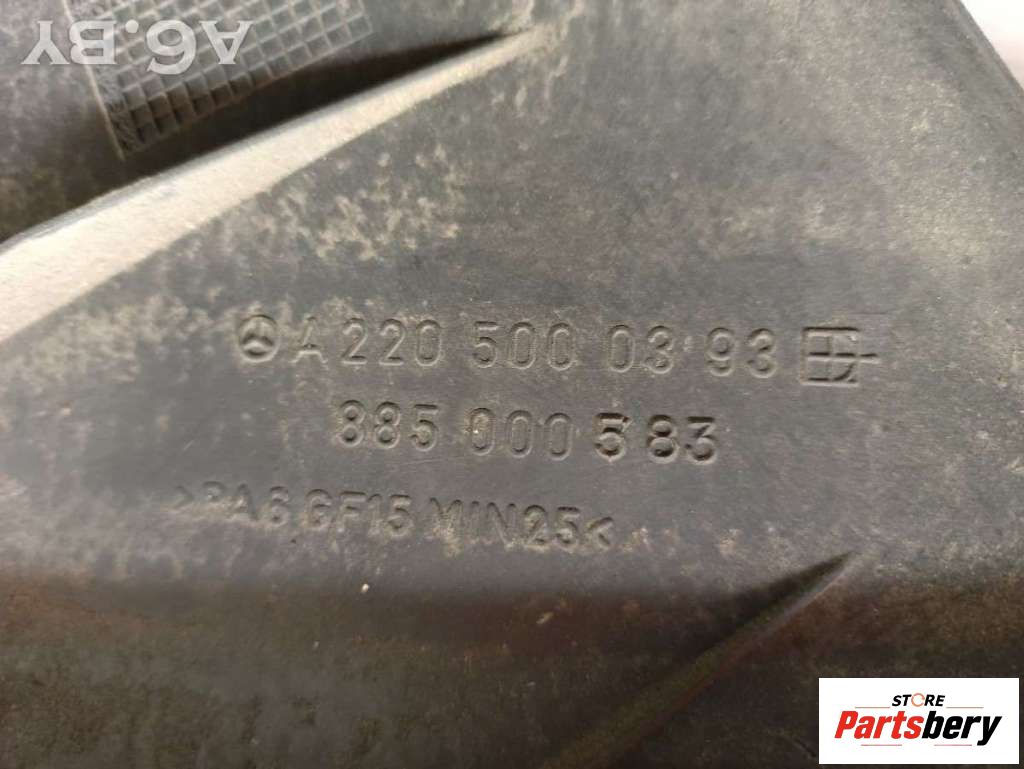 A6.BY
A 220 500 03 93
885 000 583
>PA6 GF15 MIN25<
STORE
Partsbery